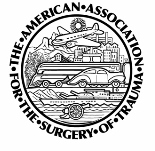 •THE•AMERICAN•ASSOCIATION•
FOR•THE•SURGERY•OF•TRAUMA•